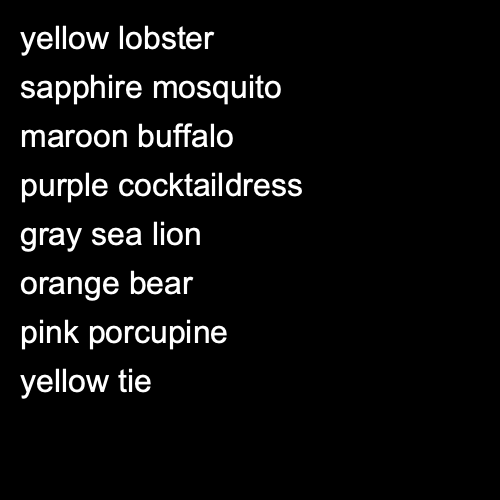 yellow lobster
sapphire mosquito
maroon buffalo
purple cocktaildress
gray sea lion
orange bear
pink porcupine
yellow tie